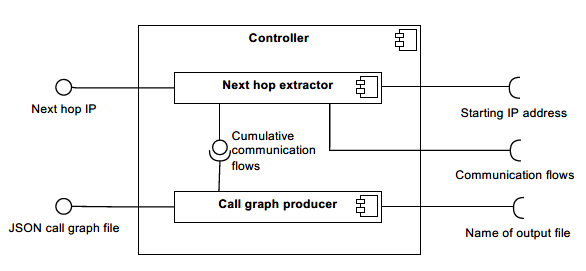 Controller
Next hop extractor
Next hop IP
Starting IP address
Cumulative
communication
flows
Communication flows
Call graph producer
JSON call graph file
Name of output file